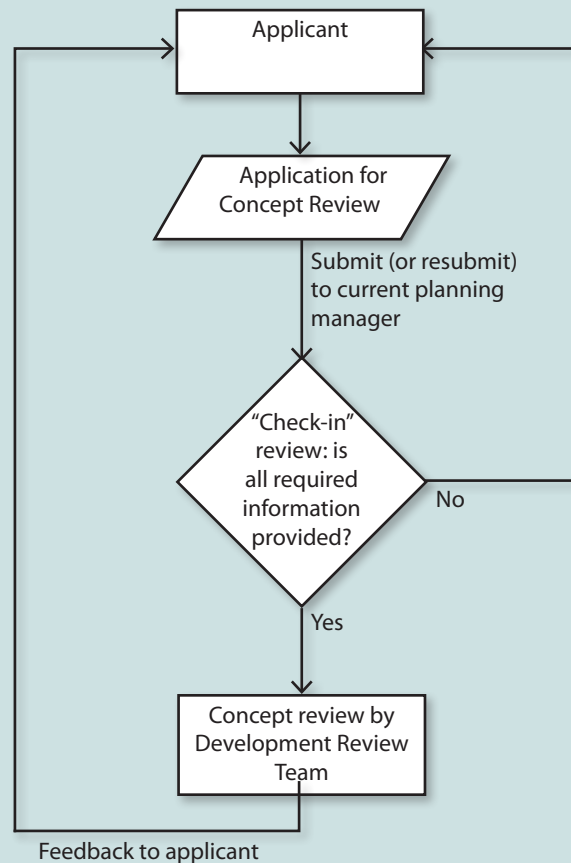 Applicant
Application for
Concept Review
Submit (or resubmit)
to current planning
manager
“Check-in”
review: is
all required
information
provided?
No
Yes
Concept review by
Development Review
Team
Feedback to applicant